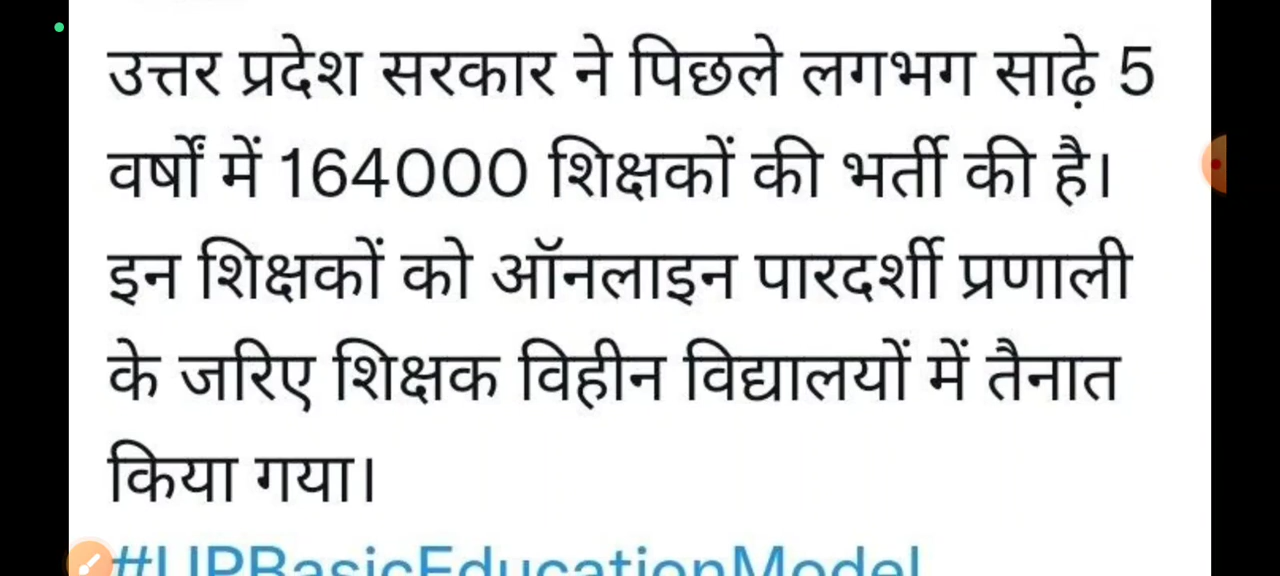 उत्तर प्रदेश सरकार ने पिछले लगभग साढ़े 5
वर्षों में 164000 शिक्षकों की भर्ती की है।
इन शिक्षकों को ऑनलाइन पारदर्शी प्रणाली
के जरिए शिक्षक विहीन विद्यालयों में तैनात
किया गया।
#UPBasicEducationModel